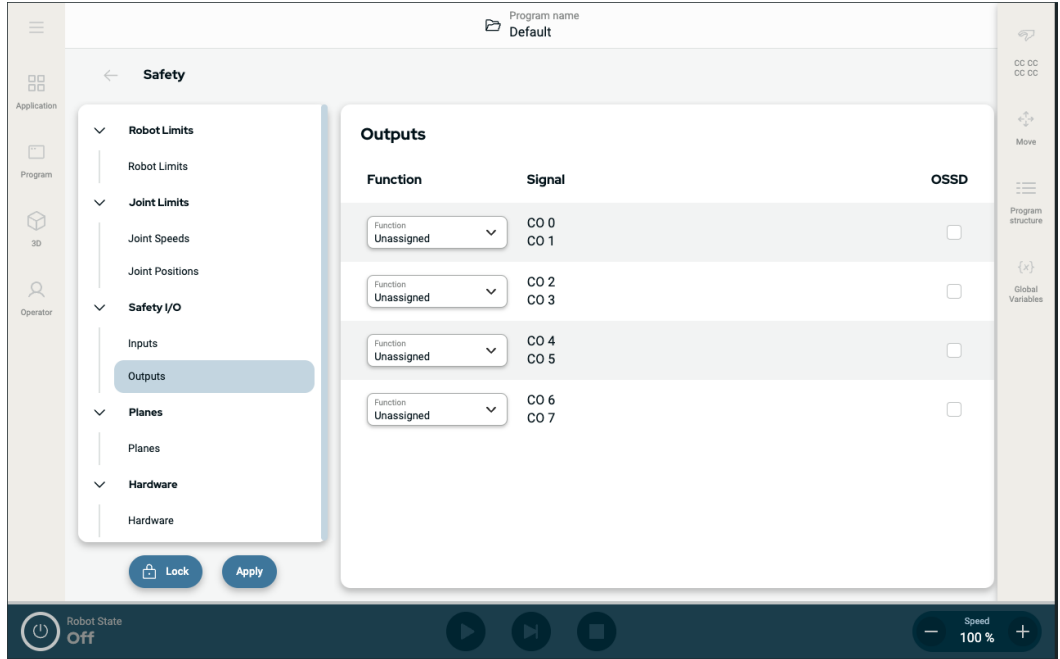 Program name
Default
Application
Program
3D
Operator
Safety
Robot Limits
Robot Limits
Joint Limits
Joint Speeds
Joint Positions
Safety I/O
Inputs
Outputs
Planes
Planes
Hardware
Hardware
Lock
Apply
Outputs
Function
Signal
OSSD
Function
Unassigned
CO 0
CO 1
Function
Unassigned
CO 2
CO 3
Function
Unassigned
CO 4
CO 5
Function
Unassigned
CO 6
CO 7
CC CC
CC CC
Move
Program
structure
{x}
Global
Variables
Robot State
Off
Speed
100 %